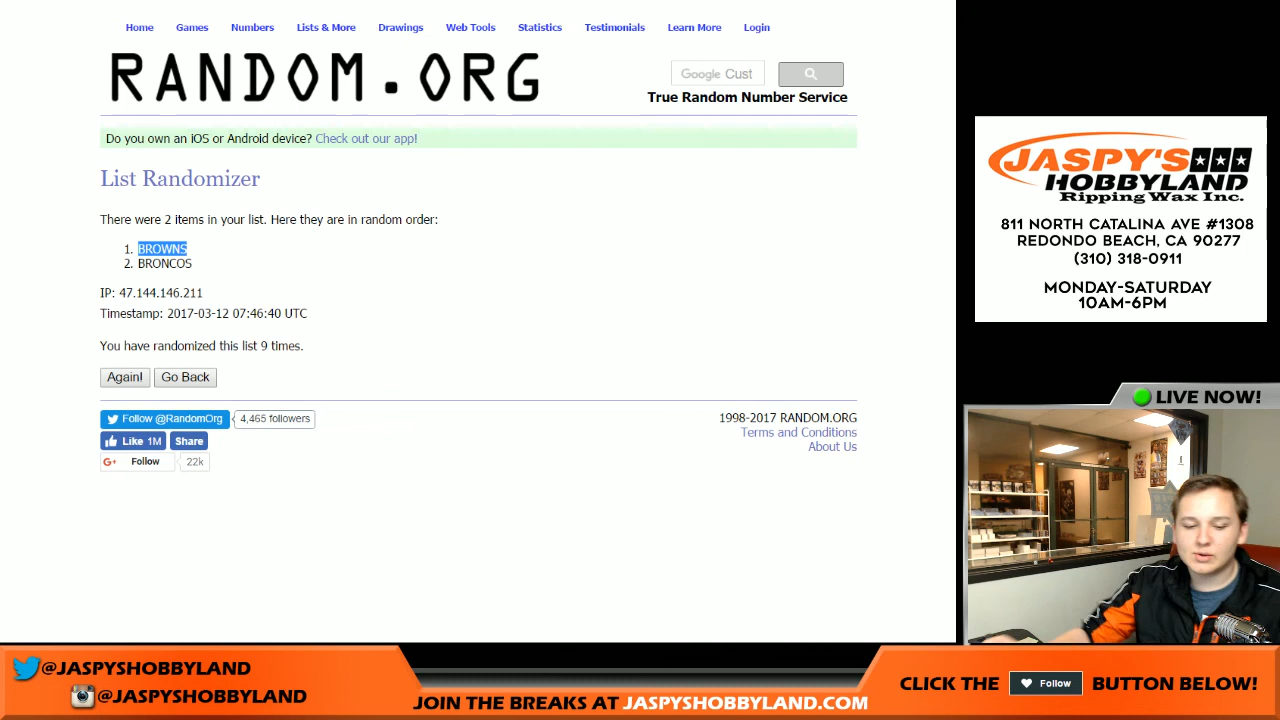 Home Games Numbers Lists & More Drawings Web Tools Statistics Testimonials Learn More Login
RANDOM.ORG
Google Cust
True Random Number Service
Do you own an iOS or Android device? Check out our app!
List Randomizer
There were 2 items in your list. Here they are in random order:
1. BROWNS
2. BRONCOS
IP: 47.144.146.211
Timestamp: 2017-03-12 07:46:40 UTC
You have randomized this list 9 times.
Again! Go Back
Follow @RandomOrg 4,465 followers
Like 1M Share
G+ Follow 22k
1998-2017 RANDOM.ORG
Terms and Conditions
About Us
JASPY'S
HOBBYLAND
Ripping Wax Inc.
811 NORTH CATALINA AVE #1308
REDONDO BEACH, CA 90277
(310) 318-0911
MONDAY-SATURDAY
10AM-6PM
LIVE NOW!
@JASPYSHOBBYLAND
@JASPYSHOBBYLAND
JOIN THE BREAKS AT JASPYSHOBBYLAND.COM
CLICK THE Follow BUTTON BELOW!